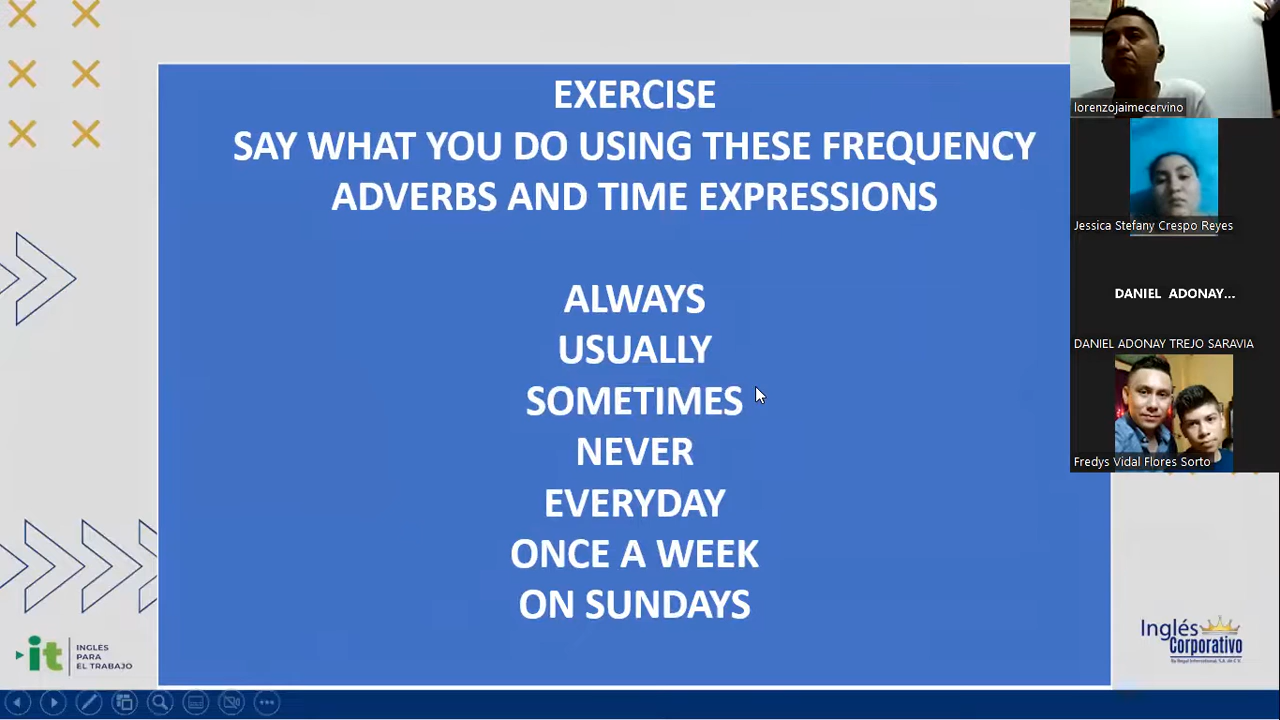 EXERCISE
SAY WHAT YOU DO USING THESE FREQUENCY
ADVERBS AND TIME EXPRESSIONS
ALWAYS
USUALLY
SOMETIMES
NEVER
EVERYDAY
ONCE A WEEK
ON SUNDAYS
lorenzojaimecervino
Jessica Stefany Crespo Reyes
DANIEL ADONAY...
DANIEL ADONAY TREJO SARAVIA
Fredys Vidal Flores Sorto
it
INGLÉS
PARA
EL TRABAJO
Inglés
Corporativo